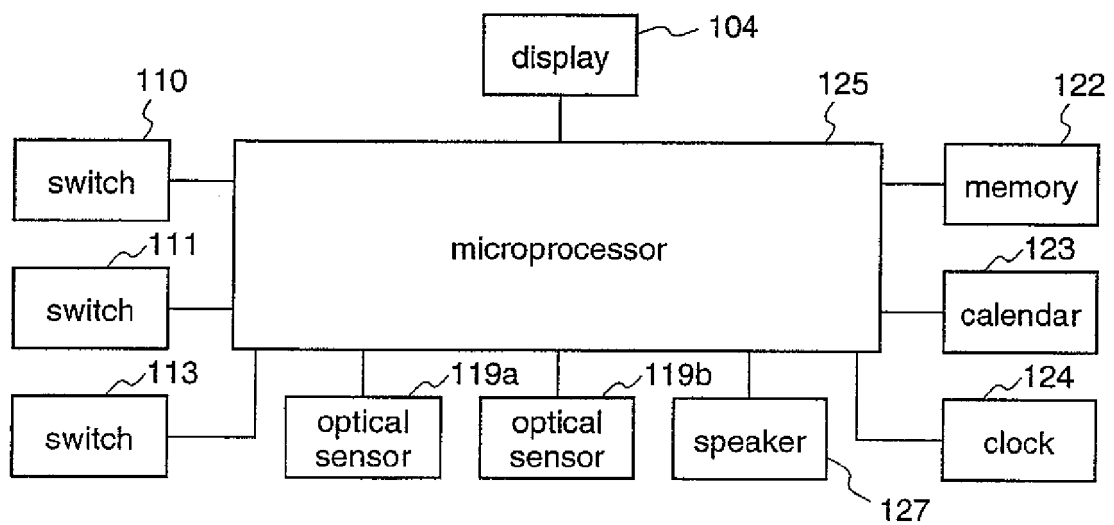 104
display
110
125
122
switch
memory
111
microprocessor
123
switch
calendar
113
119a
119b
124
switch
optical
sensor
optical
sensor
speaker
clock
127